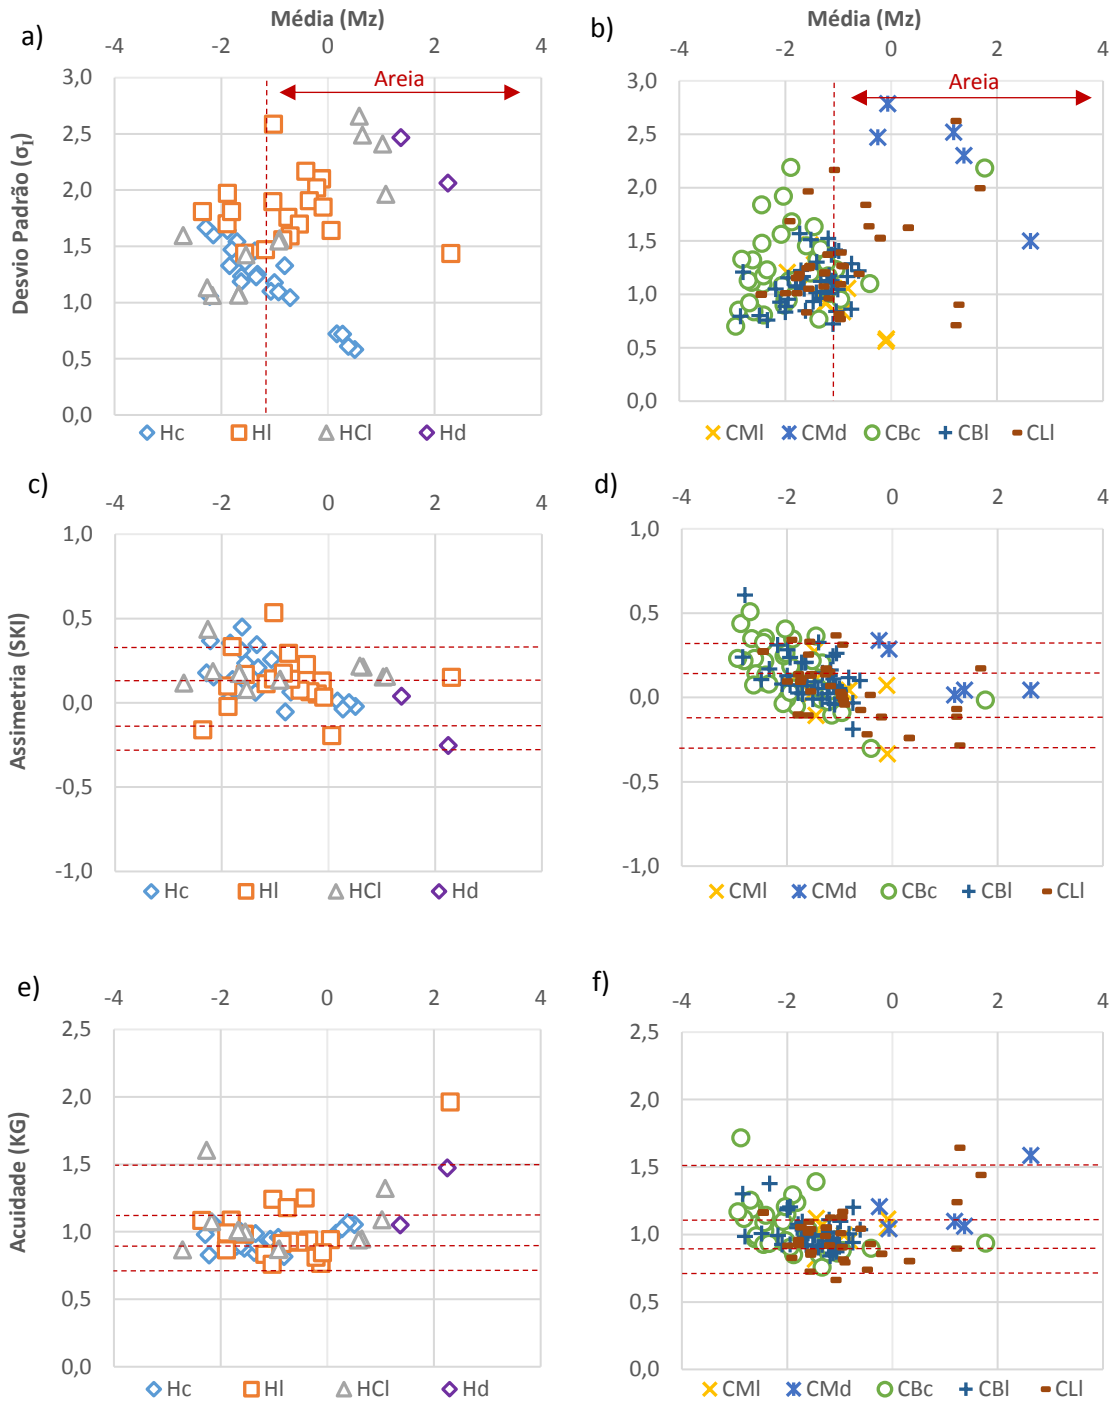 Média (Mz)
a)
-4 -2 0 2 4
Areia
Desvio Padrão (σI)
3,0
2,5
2,0
1,5
1,0
0,5
0,0
Hc Hl HCl Hd
Média (Mz)
b)
-4 -2 0 2 4
Areia
3,0
2,5
2,0
1,5
1,0
0,5
0,0
CMl CMd CBc CBl CLl
c)
-4 -2 0 2 4
Assimetria (SKI)
1,0
0,5
0,0
-0,5
-1,0
Hc Hl HCl Hd
d)
-4 -2 0 2 4
1,0
0,5
0,0
-0,5
-1,0
CMl CMd CBc CBl CLl
e)
-4 -2 0 2 4
Acuidade (KG)
2,5
2,0
1,5
1,0
0,5
0,0
Hc Hl HCl Hd
f)
-4 -2 0 2 4
2,5
2,0
1,5
1,0
0,5
0,0
CMl CMd CBc CBl CLl